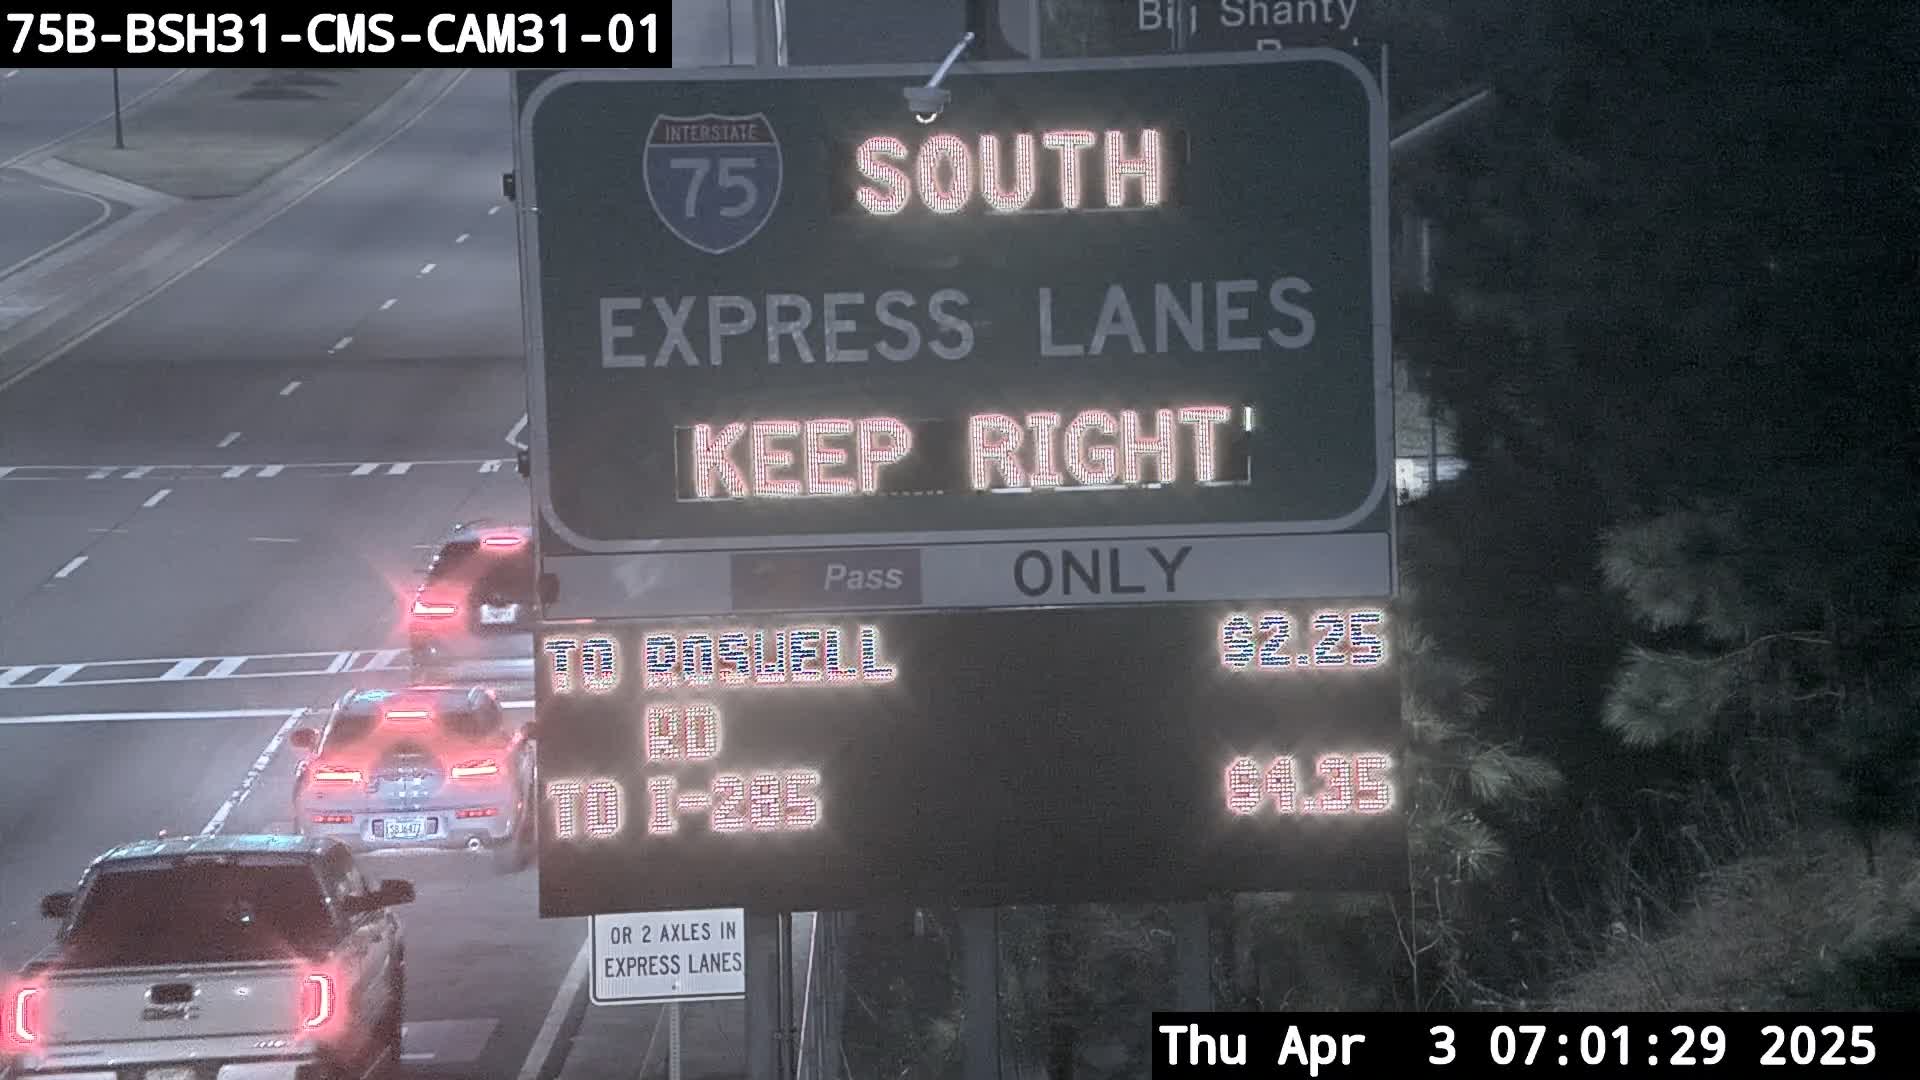 75B-BSH31-CMS-CAM31-01
Big Shanty
INTERSTATE
75
SOUTH
EXPRESS LANES
KEEP RIGHT
Pass ONLY
TO ROSWELL $2.25
RD
TO I-285 $4.35
OR 2 AXLES IN
EXPRESS LANES
Thu Apr 3 07:01:29 2025